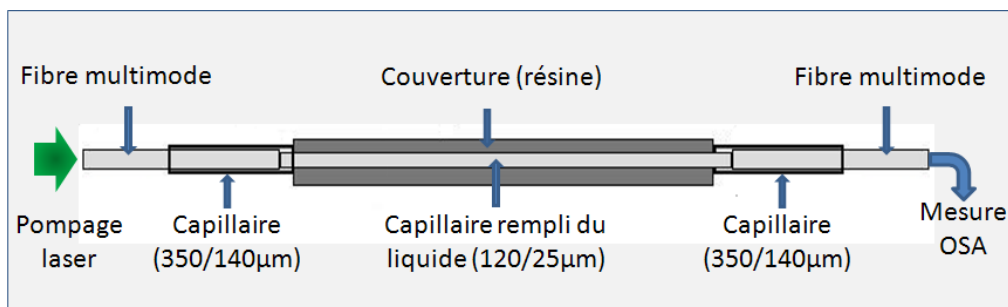 Fibre multimode
Couverture (résine)
Fibre multimode
Pompage
laser
Capillaire
(350/140µm)
Capillaire rempli du
liquide (120/25µm)
Capillaire
(350/140µm)
Mesure
OSA